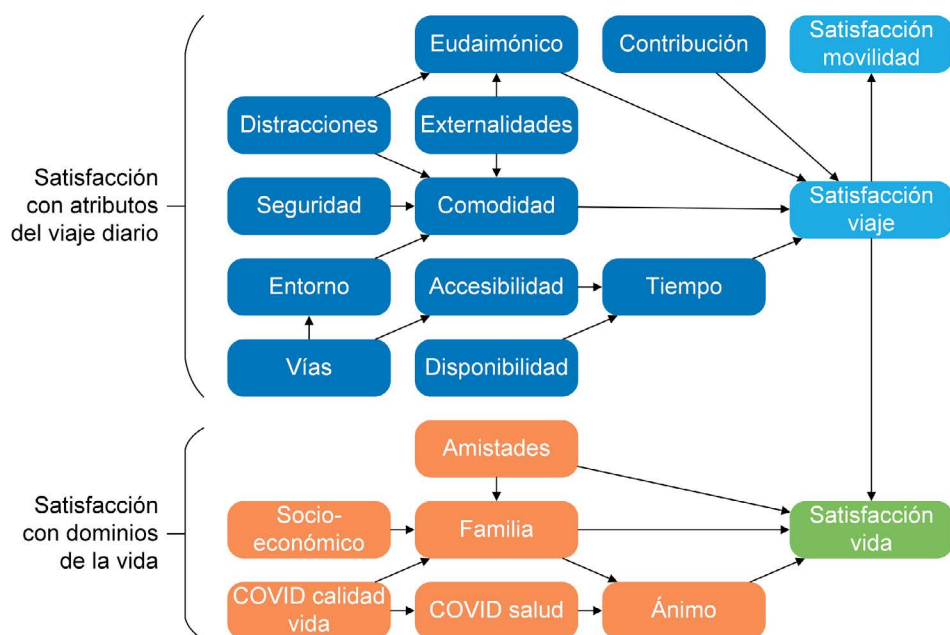 Eudaimónico
Contribución
Satisfacción
movilidad
Distracciones
Externalidades
Satisfacción
con atributos
del viaje diario
Seguridad
Comodidad
Satisfacción
viaje
Entorno
Accesibilidad
Tiempo
Vías
Disponibilidad
Amistades
Satisfacción
con dominios
de la vida
Socio-
económico
Familia
Satisfacción
vida
COVID calidad
vida
COVID salud
Ánimo